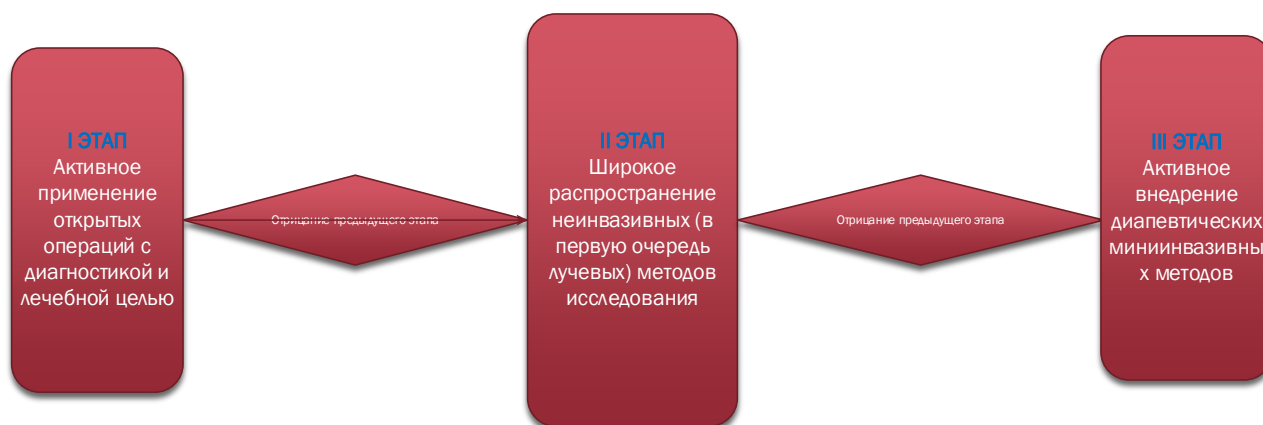 I ЭТАП
Активное
применение
открытых
операций с
диагностикой и
лечебной целью
Отрицание предыдущего этапа
II ЭТАП
Широкое
распространение
неинвазивных (в
первую очередь
лучевых) методов
исследования
Отрицание предыдущего этапа
III ЭТАП
Активное
внедрение
диапевтических
миниинвазивны
х методов